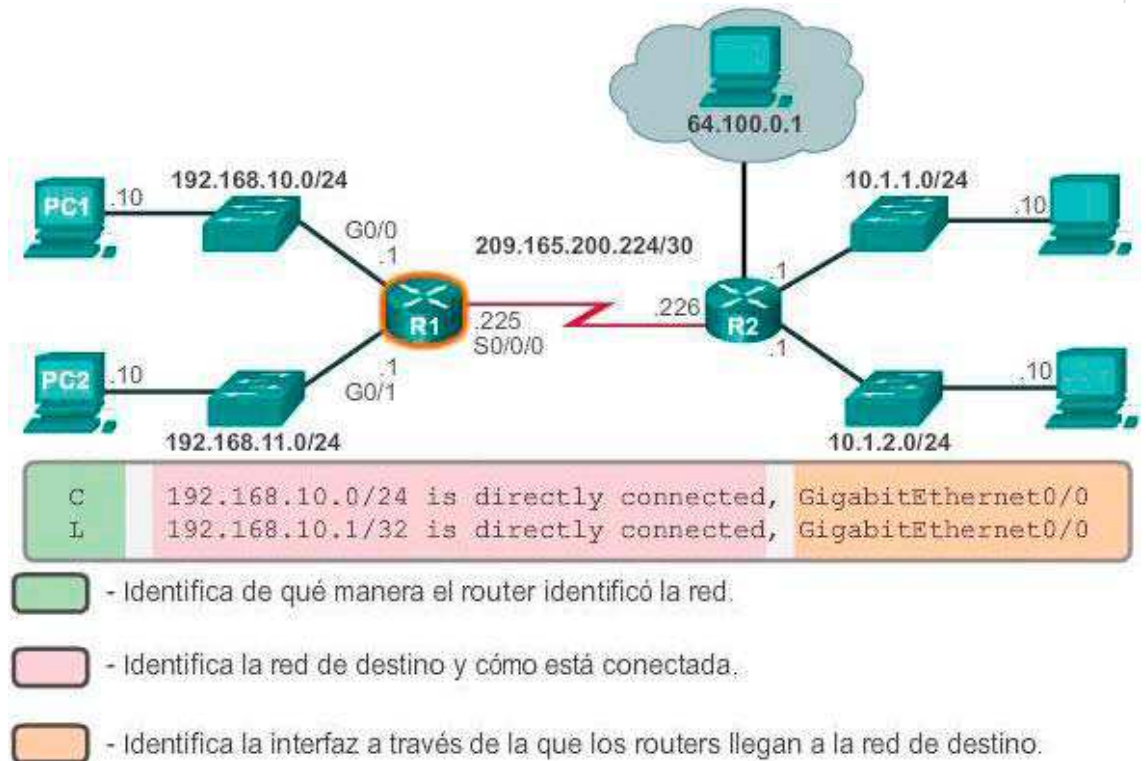 64.100.0.1
192.168.10.0/24
10.1.1.0/24
PC1
.10
.10
G0/0
.1
209.165.200.224/30
.1
R1
.225
S0/0/0
.226
R2
.1
.1
G0/1
PC2
.10
.10
192.168.11.0/24
10.1.2.0/24
C 192.168.10.0/24 is directly connected, GigabitEthernet0/0
L 192.168.10.1/32 is directly connected, GigabitEthernet0/0
- Identifica de qué manera el router identificó la red.
- Identifica la red de destino y cómo está conectada.
- Identifica la interfaz a través de la que los routers llegan a la red de destino.